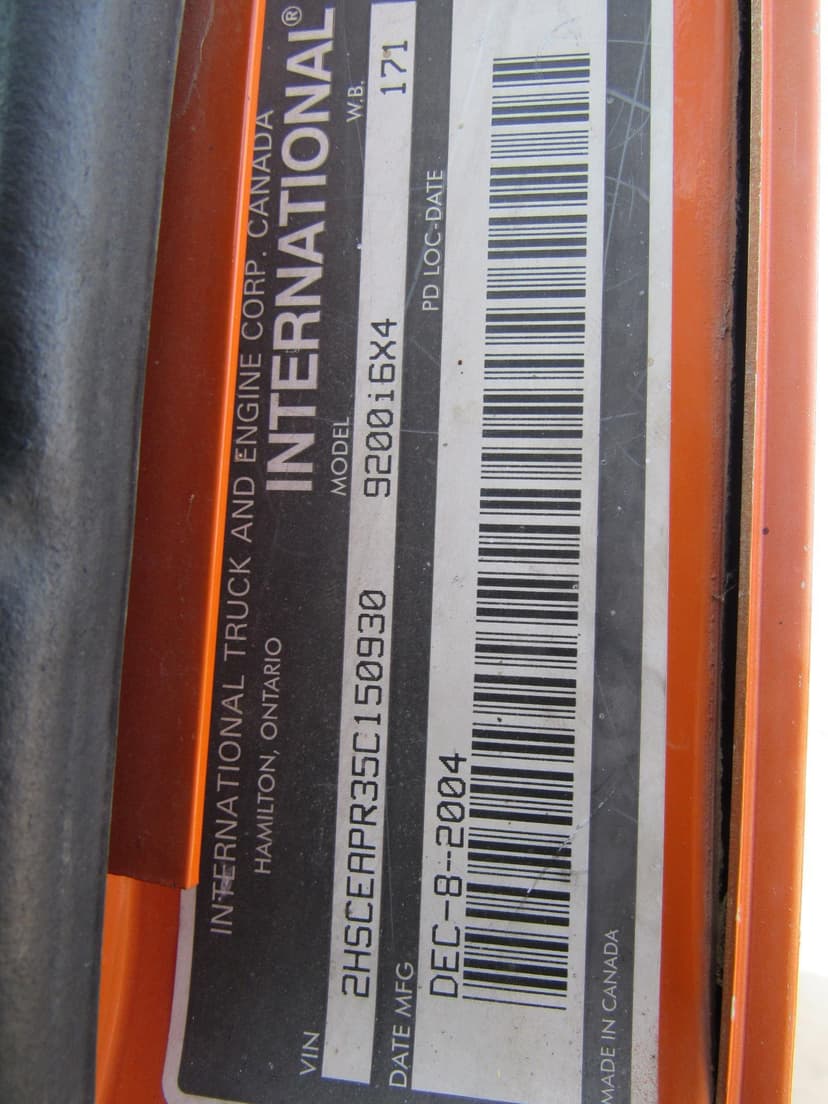 INTERNATIONAL TRUCK AND ENGINE CORP. CANADA
HAMILTON, ONTARIO
INTERNATIONAL®
VIN MODEL W.B.
2HSCEAPR35C150930 9200i6X4 171
DATE MFG PD LOC-DATE
DEC-8-2004
MADE IN CANADA